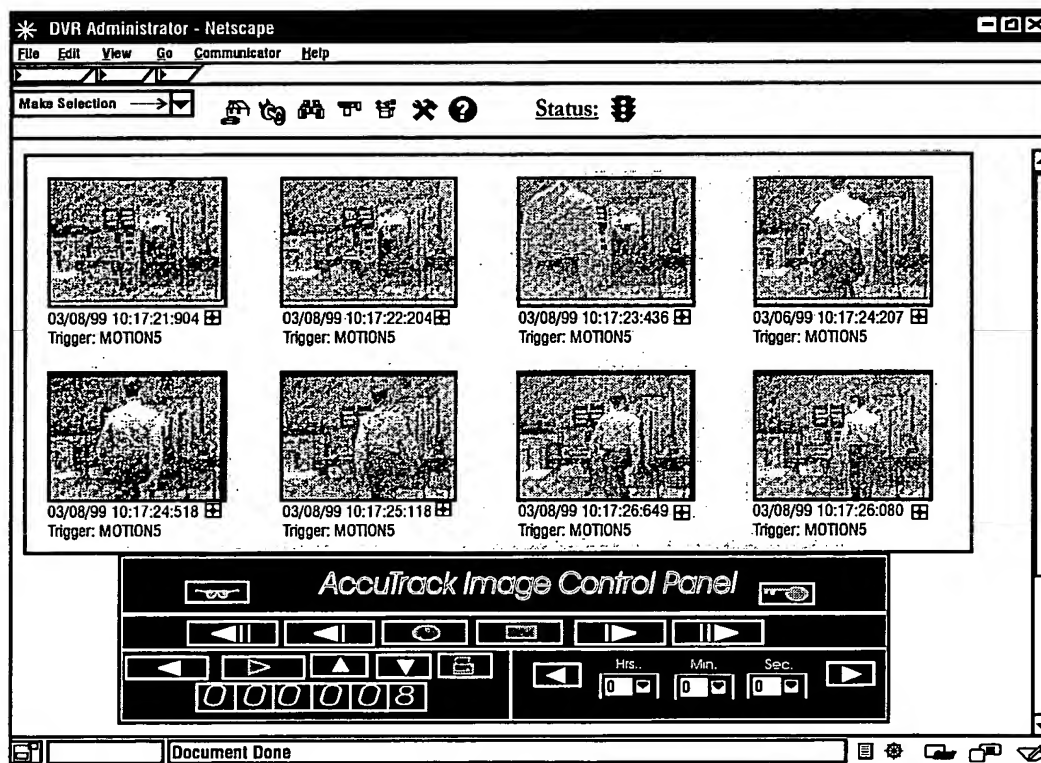 DVR Administrator - Netscape
File Edit View Go Communicator Help
Make Selection
Status:
03/08/99 10:17:21:904
03/08/99 10:17:22:204
03/08/99 10:17:23:436
03/06/99 10:17:24:207
Trigger: MOTION5
Trigger: MOTION5
Trigger: MOTION5
Trigger: MOTION5
03/08/99 10:17:24:518
03/08/99 10:17:25:118
03/08/99 10:17:26:649
03/08/99 10:17:26:080
Trigger: MOTION5
Trigger: MOTION5
Trigger: MOTION5
Trigger: MOTION5
AccuTrack Image Control Panel
Hrs.. Min. Sec.
0 0 0
000008
Document Done